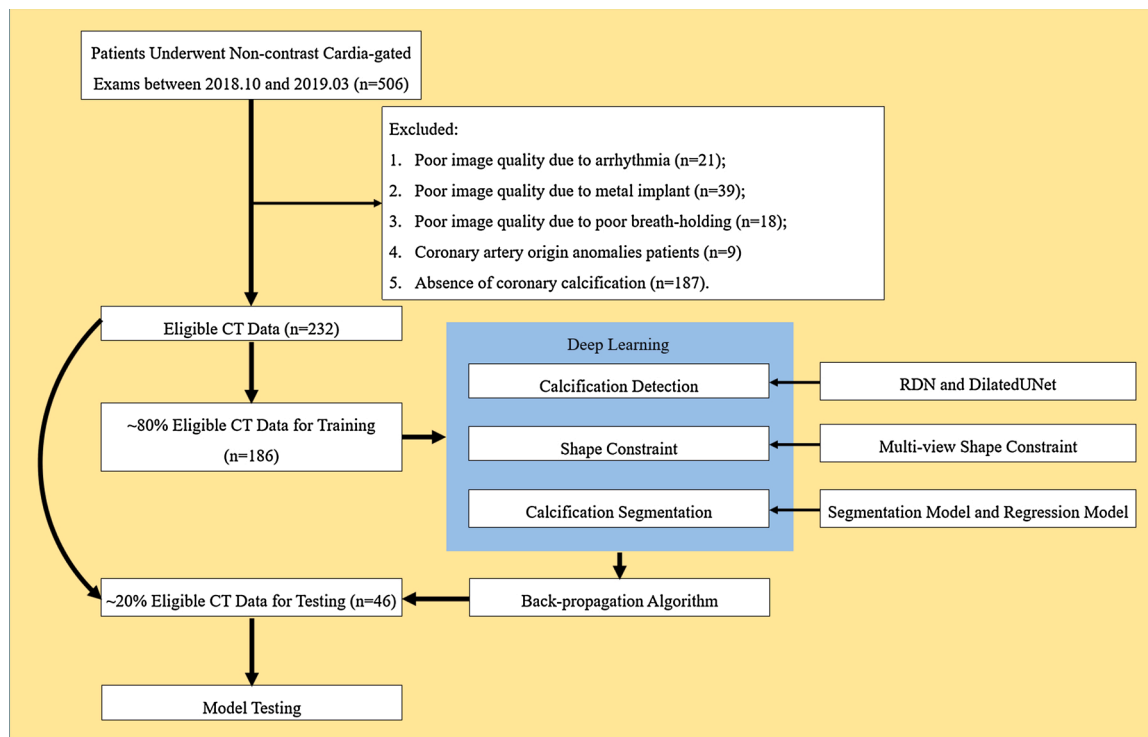 Patients Underwent Non-contrast Cardia-gated
Exams between 2018.10 and 2019.03 (n=506)
Excluded:
1. Poor image quality due to arrhythmia (n=21);
2. Poor image quality due to metal implant (n=39);
3. Poor image quality due to poor breath-holding (n=18);
4. Coronary artery origin anomalies patients (n=9)
5. Absence of coronary calcification (n=187).
Eligible CT Data (n=232)
~80% Eligible CT Data for Training
(n=186)
Deep Learning
Calcification Detection
RDN and DilatedUNet
Shape Constraint
Multi-view Shape Constraint
Calcification Segmentation
Segmentation Model and Regression Model
Back-propagation Algorithm
~20% Eligible CT Data for Testing (n=46)
Model Testing